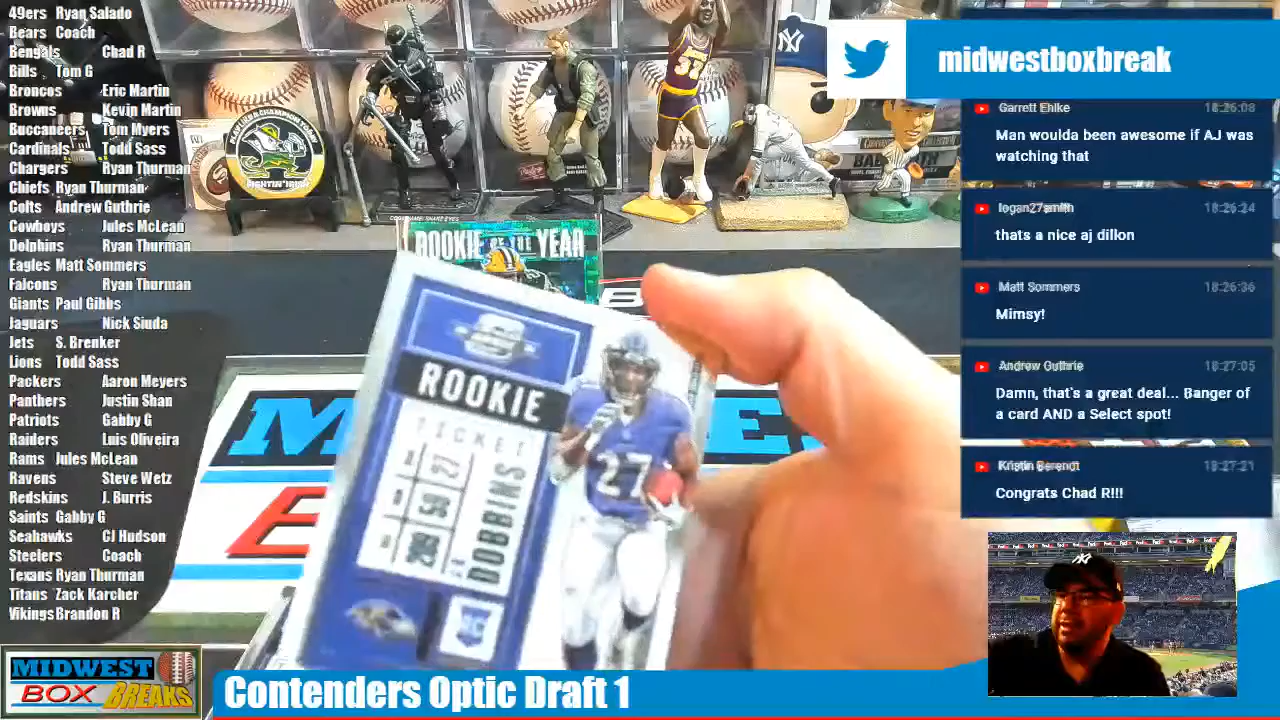 49ers Ryan Salado
Bears Coach
Bengals Chad R
Bills Tom G
Broncos Eric Martin
Browns Kevin Martin
Buccaneers Tom Myers
Cardinals Todd Sass
Chargers Ryan Thurman
Chiefs Ryan Thurman
Colts Andrew Guthrie
Cowboys Jules McLean
Dolphins Ryan Thurman
Eagles Matt Sommers
Falcons Ryan Thurman
Giants Paul Gibbs
Jaguars Nick Siuda
Jets S. Brenker
Lions Todd Sass
Packers Aaron Meyers
Panthers Justin Shan
Patriots Gabby G
Raiders Luis Oliveira
Rams Jules McLean
Ravens Steve Wetz
Redskins J. Burris
Saints Gabby G
Seahawks CJ Hudson
Steelers Coach
Texans Ryan Thurman
Titans Zack Karcher
Vikings Brandon R
MIDWEST
BOX BREAKS
Contenders Optic Draft 1
midwestboxbreak
Garrett Ehlke 18:26:08
Man woulda been awesome if AJ was
watching that
logan27smith 18:26:24
thats a nice aj dillon
Matt Sommers 18:26:36
Mimsy!
Andrew Guthrie 18:27:05
Damn, that's a great deal... Banger of
a card AND a Select spot!
Kristin Berendt 18:27:21
Congrats Chad R!!!
ROOKIE OF THE YEAR
ROOKIE
TICKET
DOBBINS
27
RC
FIGHTIN' IRISH
32